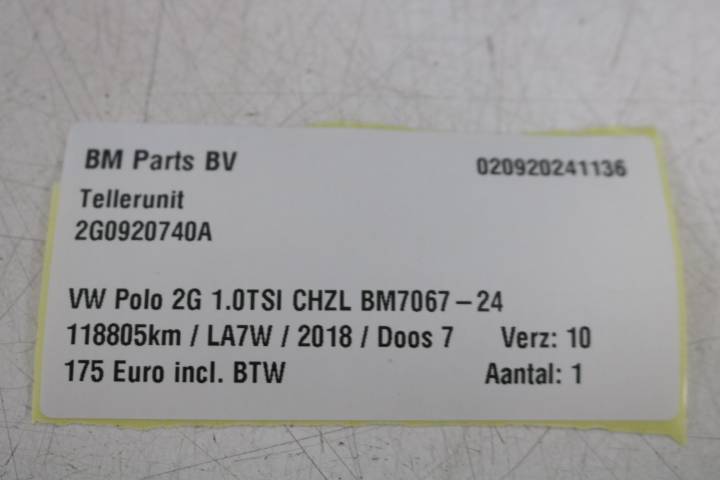 BM Parts BV 020920241136
Tellerunit
2G0920740A
VW Polo 2G 1.0TSI CHZL BM7067-24
118805km / LA7W / 2018 / Doos 7 Verz: 10
175 Euro incl. BTW Aantal: 1